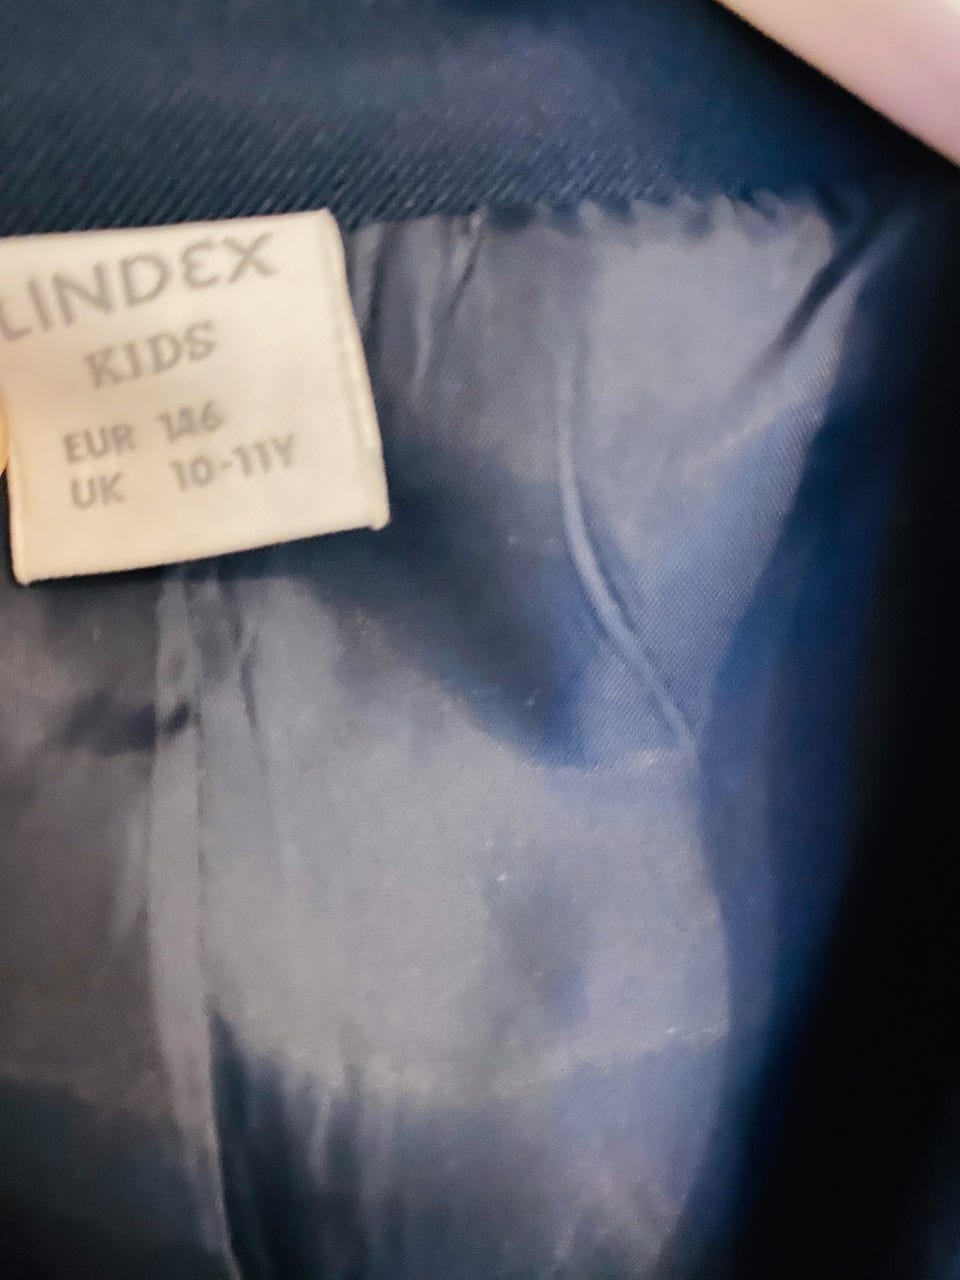 LINDEX
KIDS
EUR 146
UK 10-11Y